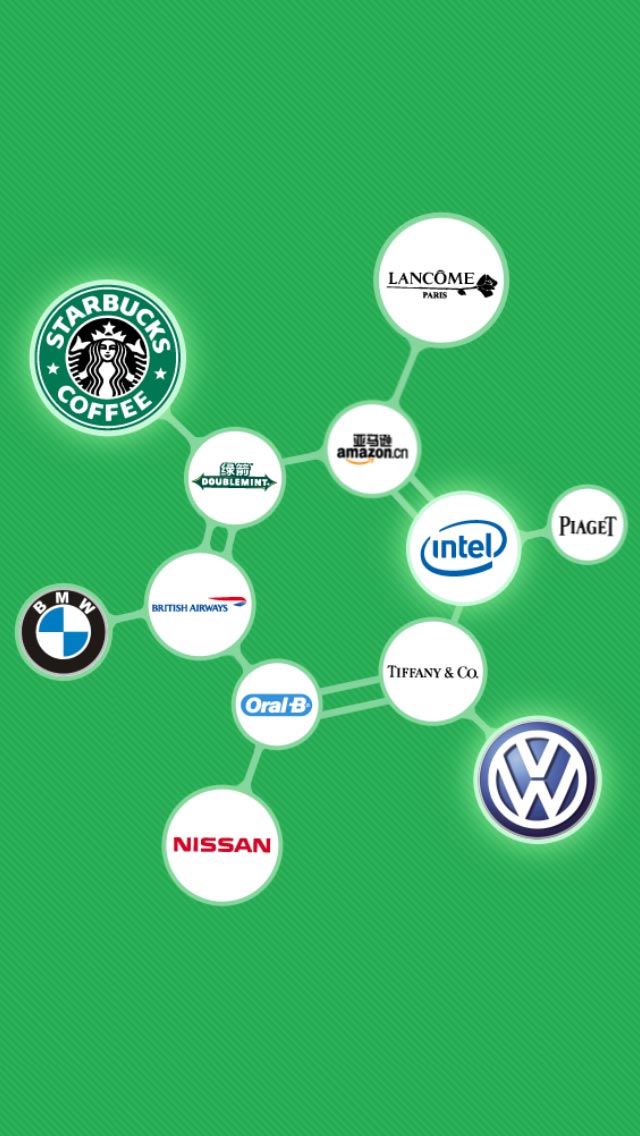 LANCÔME
PARIS
STARBUCKS
COFFEE
亚马逊
amazon.cn
绿箭
DOUBLEMINT
PIAGET
intel
BRITISH AIRWAYS
BMW
TIFFANY & CO.
Oral-B
NISSAN